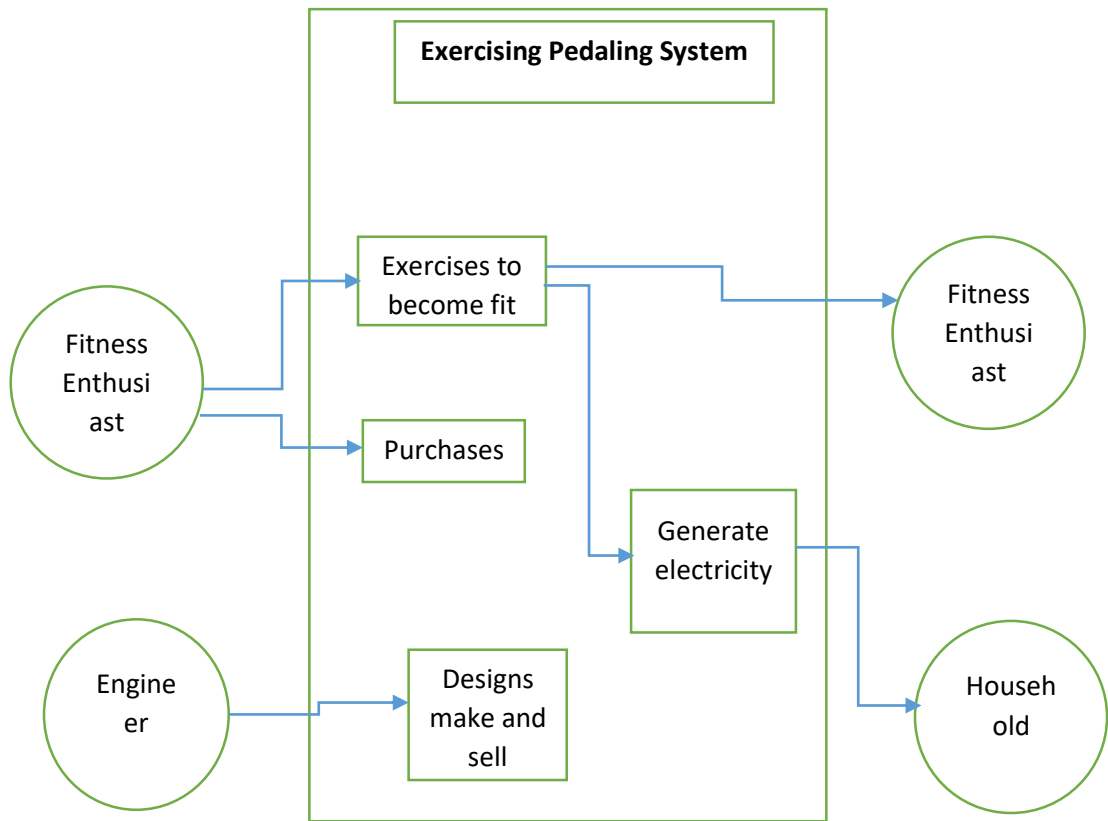 Exercising Pedaling System
Exercises to
become fit
Fitness
Enthusi
ast
Fitness
Enthusi
ast
Purchases
Generate
electricity
Engine
er
Designs
make and
sell
Househ
old